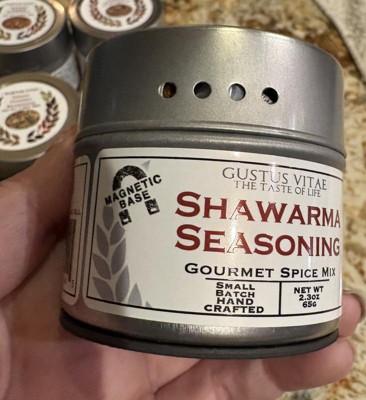 MAGNETIC
BASE
GUSTUS VITAE
THE TASTE OF LIFE
SHAWARMA
SEASONING
GOURMET SPICE MIX
SMALL
BATCH
HAND
CRAFTED
NET WT
2.3OZ
65G